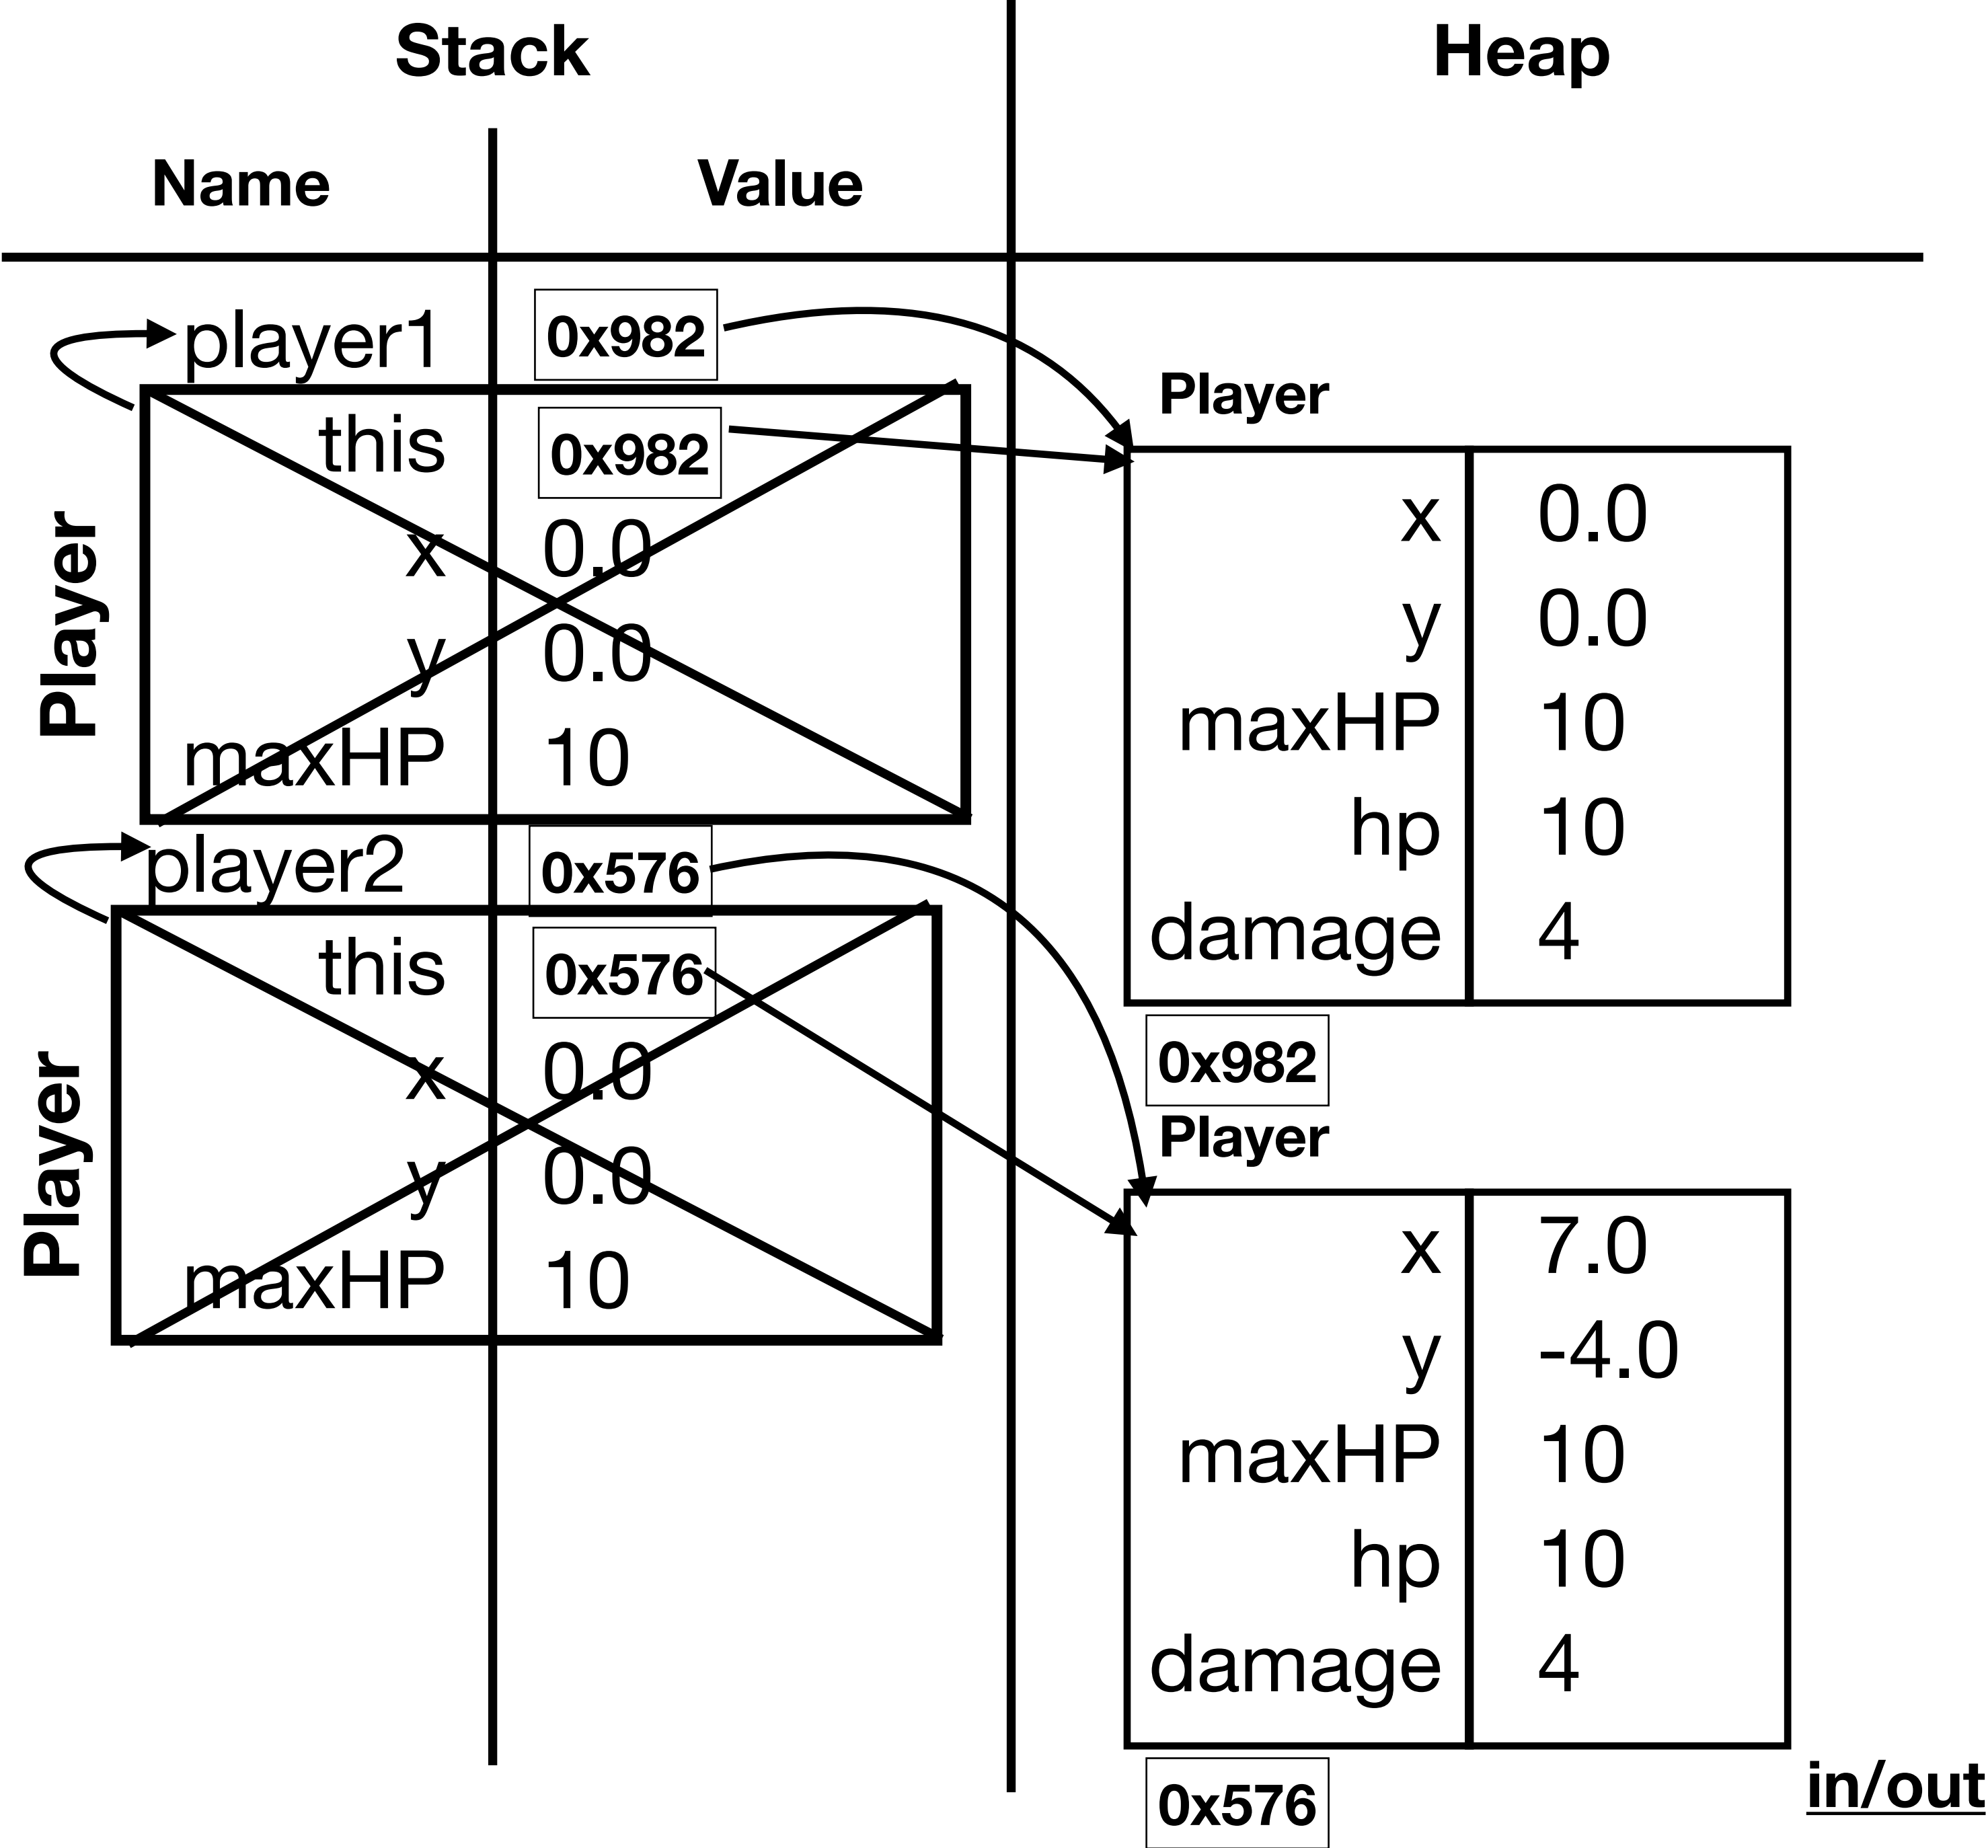 Stack Heap
Name Value
player1 0x982
Player
this 0x982
x 0.0
y 0.0
maxHP 10
Player
player2 0x576
this 0x576
x 0.0
y 0.0
maxHP 10
Player
x 0.0
y 0.0
maxHP 10
hp 10
damage 4
0x982
Player
x 7.0
y -4.0
maxHP 10
hp 10
damage 4
0x576
in/out